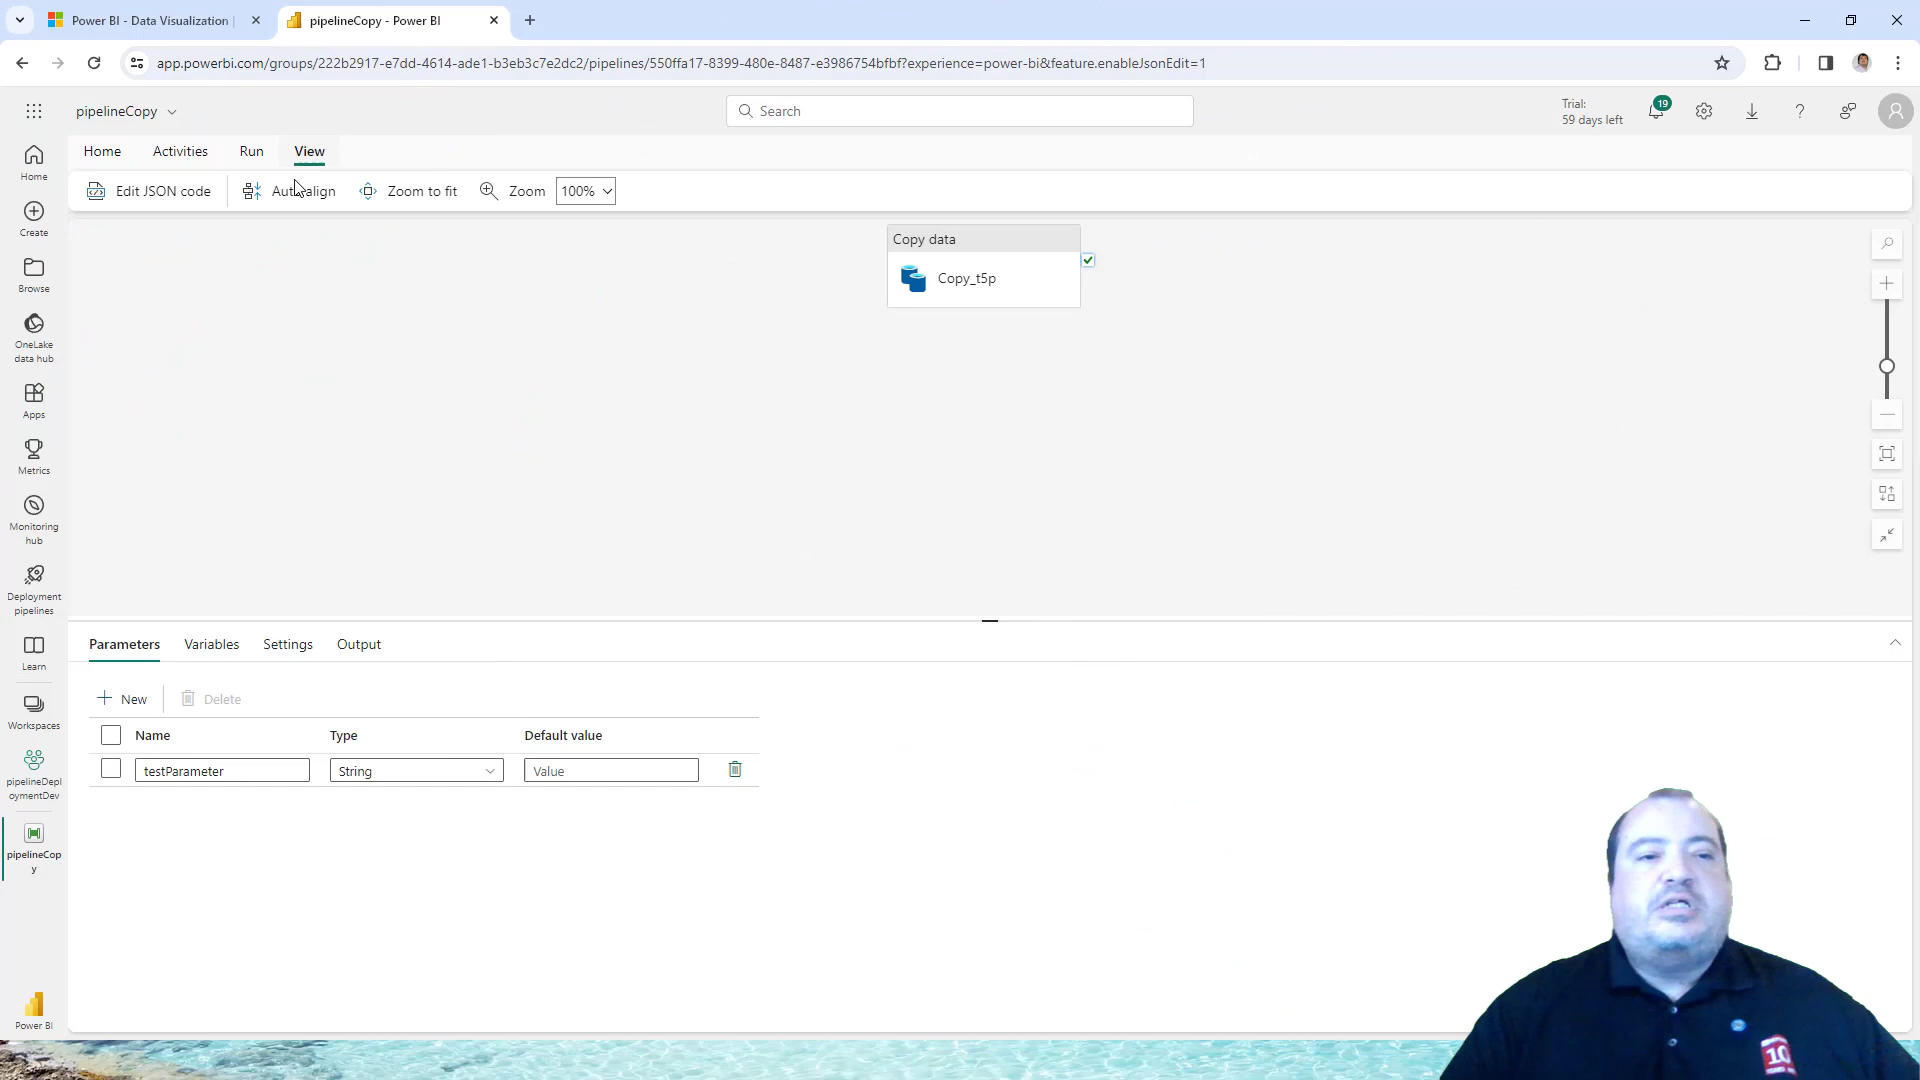 Power BI - Data Visualization
pipelineCopy - Power BI
app.powerbi.com/groups/222b2917-e7dd-4614-ade1-b3eb3c7e2dc2/pipelines/550ffa17-8399-480e-8487-e3986754bfbf?experience=power-bi&feature.enableJsonEdit=1
pipelineCopy
Search
Trial:
59 days left
19
Home
Activities
Run
View
Edit JSON code
Auto align
Zoom to fit
Zoom
100%
Home
Create
Browse
OneLake
data hub
Apps
Metrics
Monitoring
hub
Deployment
pipelines
Learn
Workspaces
pipelineDepl
oymentDev
pipelineCop
y
Power BI
Copy data
Copy_t5p
Parameters
Variables
Settings
Output
New
Delete
Name
Type
Default value
testParameter
String
Value
10